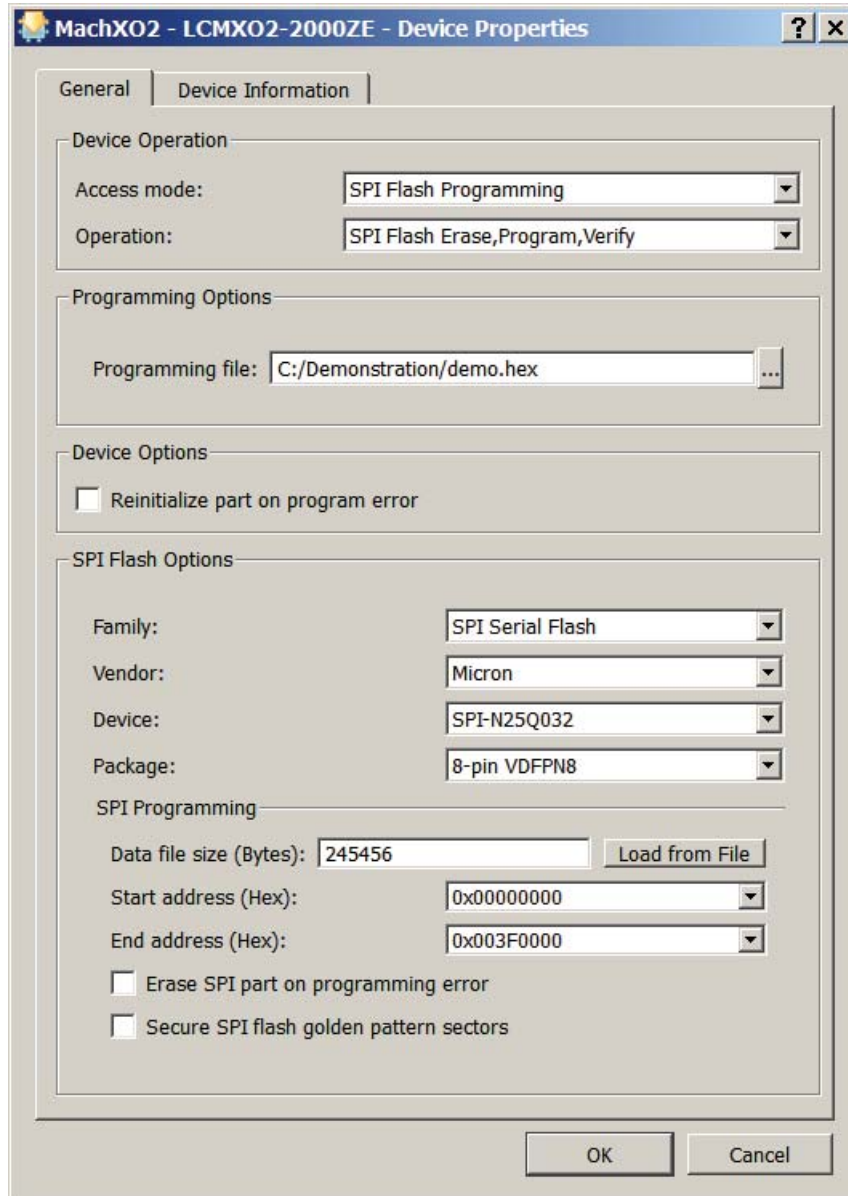 MachXO2 - LCMXO2-2000ZE - Device Properties ? ×
General Device Information
Device Operation
Access mode: SPI Flash Programming
Operation: SPI Flash Erase,Program,Verify
Programming Options
Programming file: C:/Demonstration/demo.hex ...
Device Options
Reinitialize part on program error
SPI Flash Options
Family: SPI Serial Flash
Vendor: Micron
Device: SPI-N25Q032
Package: 8-pin VDFPN8
SPI Programming
Data file size (Bytes): 245456 Load from File
Start address (Hex): 0x00000000
End address (Hex): 0x003F0000
Erase SPI part on programming error
Secure SPI flash golden pattern sectors
OK Cancel